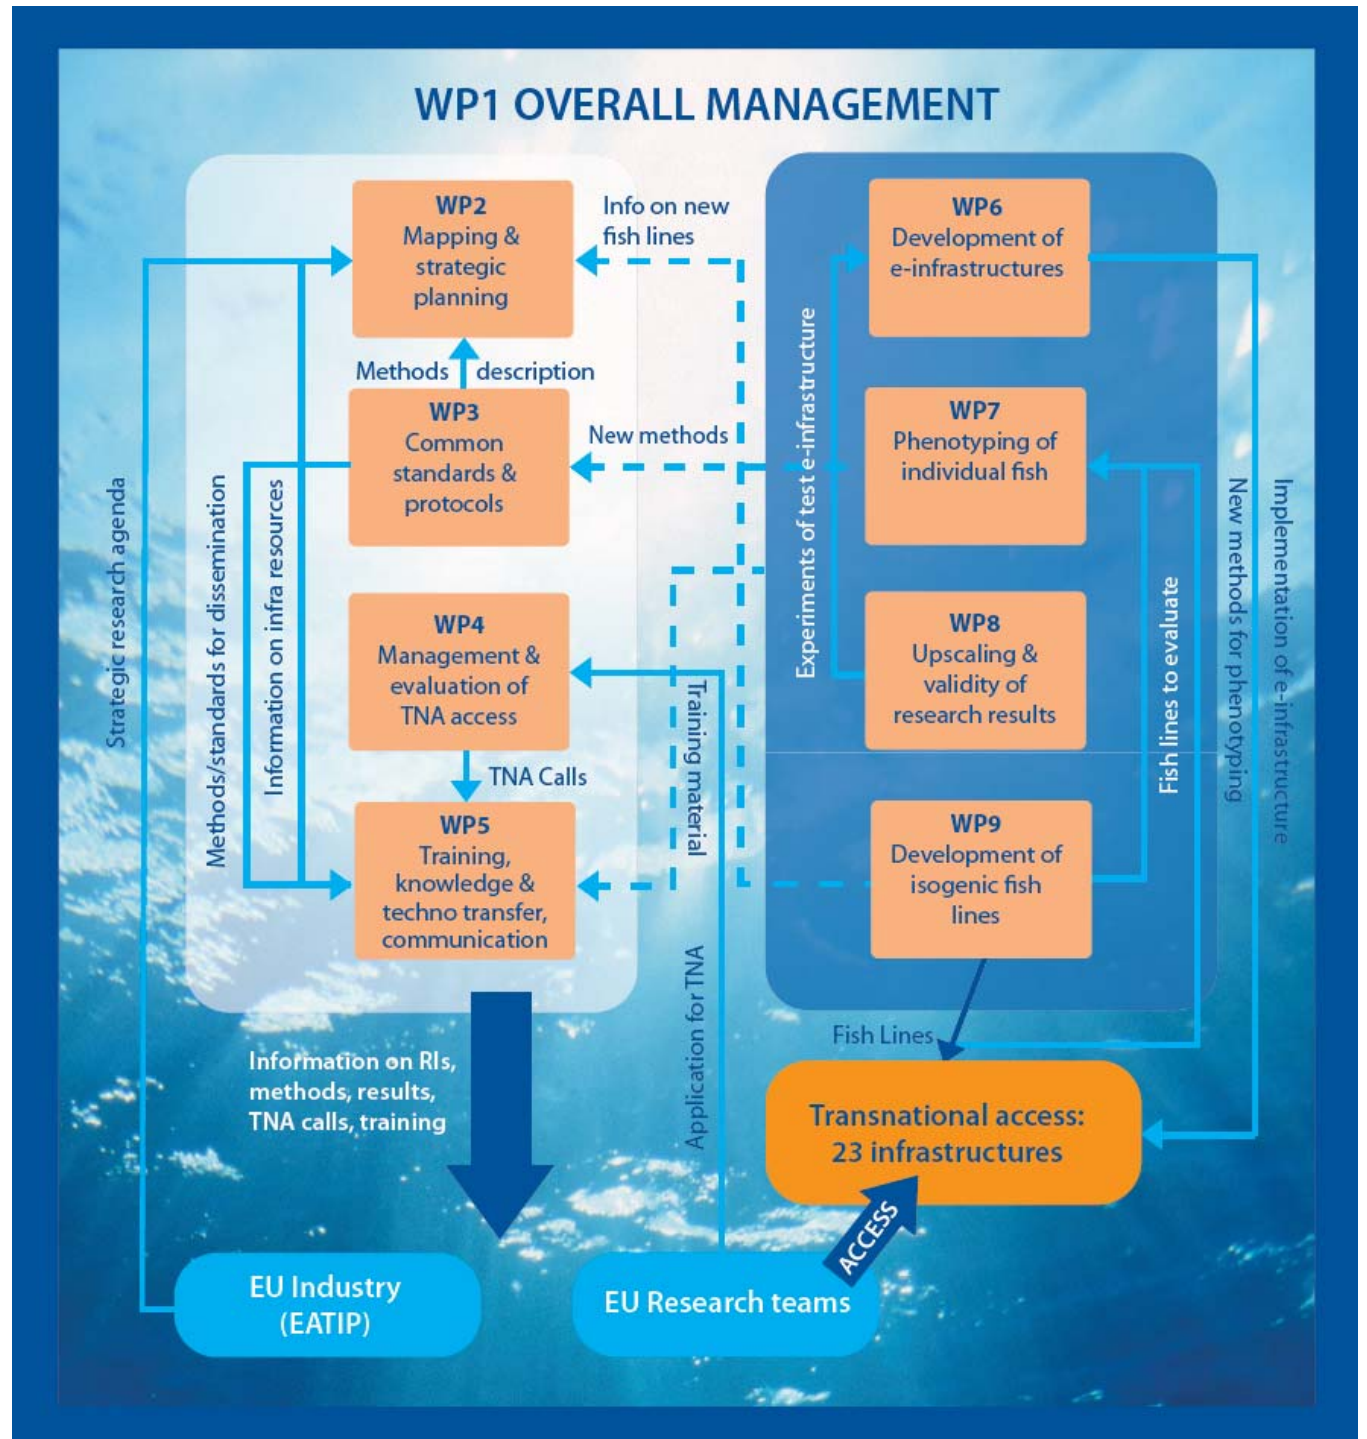 WP1 OVERALL MANAGEMENT
WP2
Mapping &
strategic
planning
Info on new
fish lines
Methods description
WP3
Common
standards &
protocols
New methods
WP4
Management &
evaluation of
TNA access
TNA Calls
WP5
Training,
knowledge &
techno transfer,
communication
Strategic research agenda
Methods/standards for dissemination
Information on infra resources
Training material
Application for TNA
Experiments of test e-infrastructure
WP6
Development of
e-infrastructures
WP7
Phenotyping of
individual fish
WP8
Upscaling &
validity of
research results
WP9
Development of
isogenic fish
lines
Fish lines to evaluate
New methods for phenotyping
Implementation of e-infrastructure
Fish Lines
Information on RIs,
methods, results,
TNA calls, training
Transnational access:
23 infrastructures
ACCESS
EU Industry
(EATIP)
EU Research teams